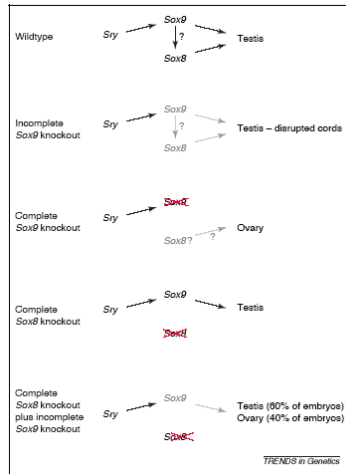 Wildtype
Sry
Sox9
?
Sox8
Testis
Incomplete
Sox9 knockout
Sry
Sox9
?
Sox8
Testis – disrupted cords
Complete
Sox9 knockout
Sry
Sox9
Sox8?
?
Ovary
Complete
Sox8 knockout
Sry
Sox9
Sox8
Testis
Complete
Sox8 knockout
plus incomplete
Sox9 knockout
Sry
Sox9
Sox8
Testis (60% of embryos)
Ovary (40% of embryos)
TRENDS in Genetics